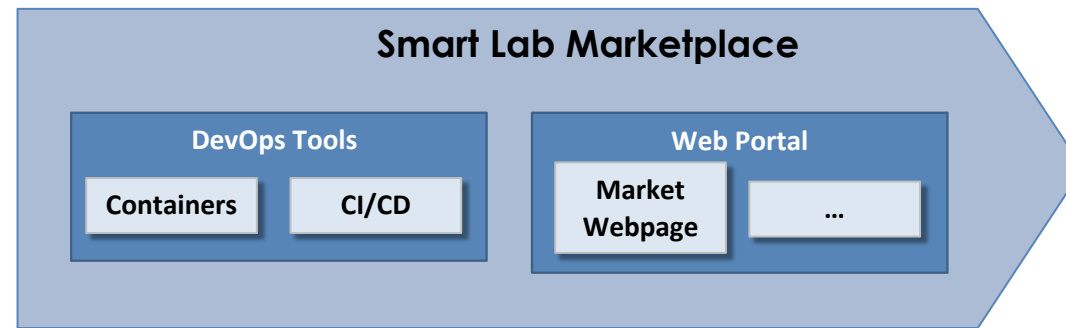 Smart Lab Marketplace
DevOps Tools
Containers
CI/CD
Web Portal
Market
Webpage
…